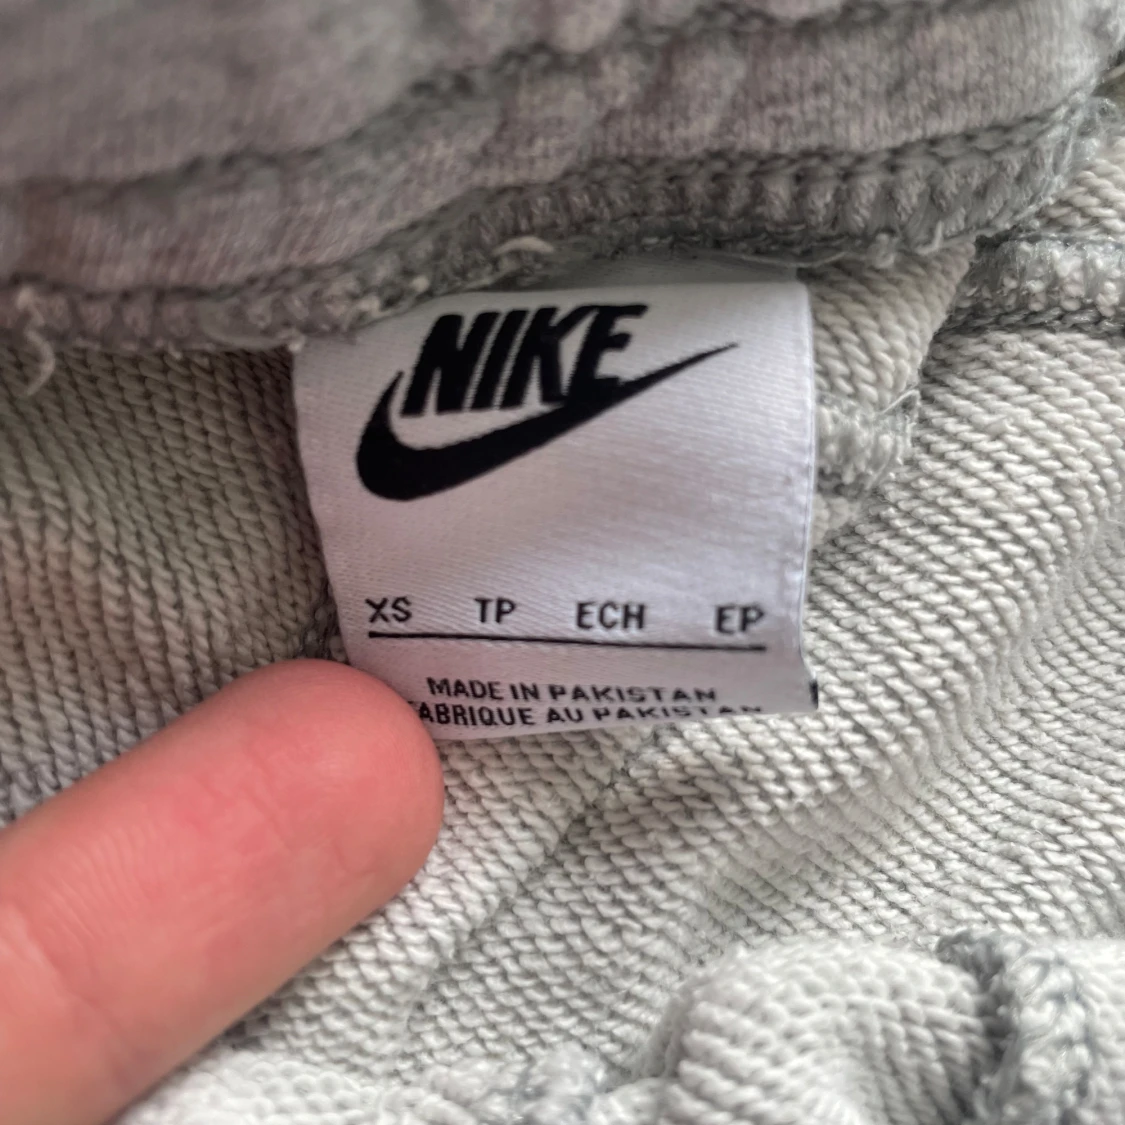 NIKE
XS TP ECH EP
MADE IN PAKISTAN
FABRIQUE AU PAKISTAN